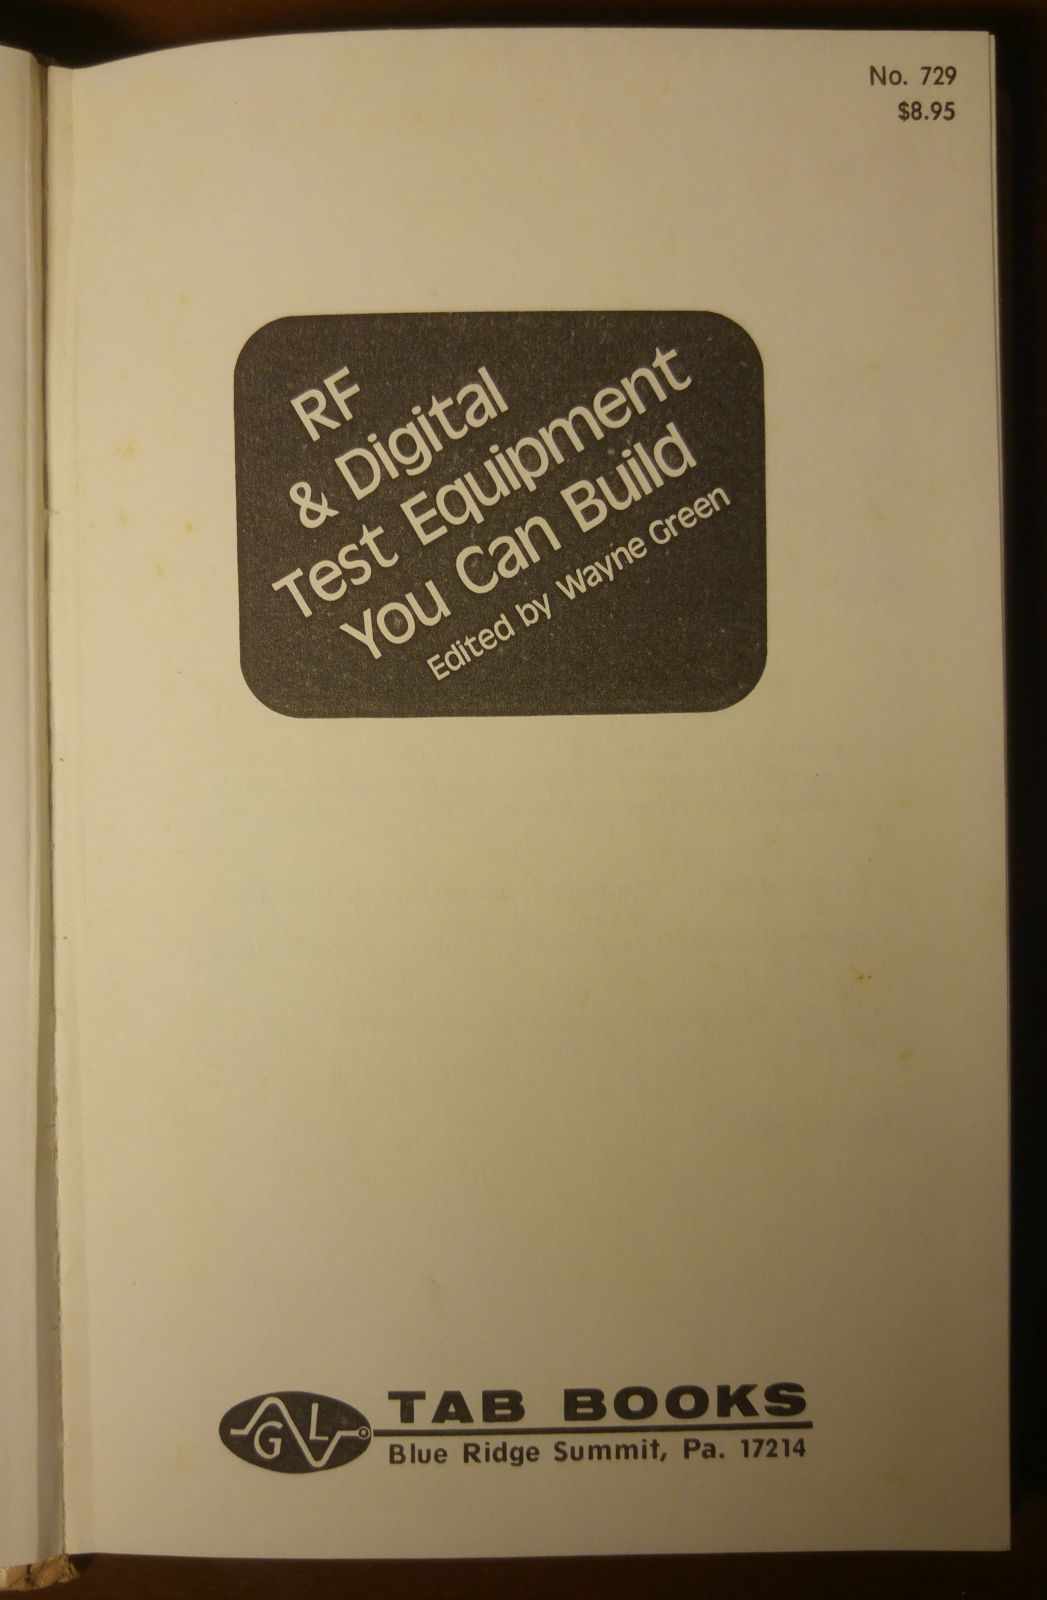 No. 729
$8.95
RF
& Digital
Test Equipment
You Can Build
Edited by Wayne Green
GL®
TAB BOOKS
Blue Ridge Summit, Pa. 17214